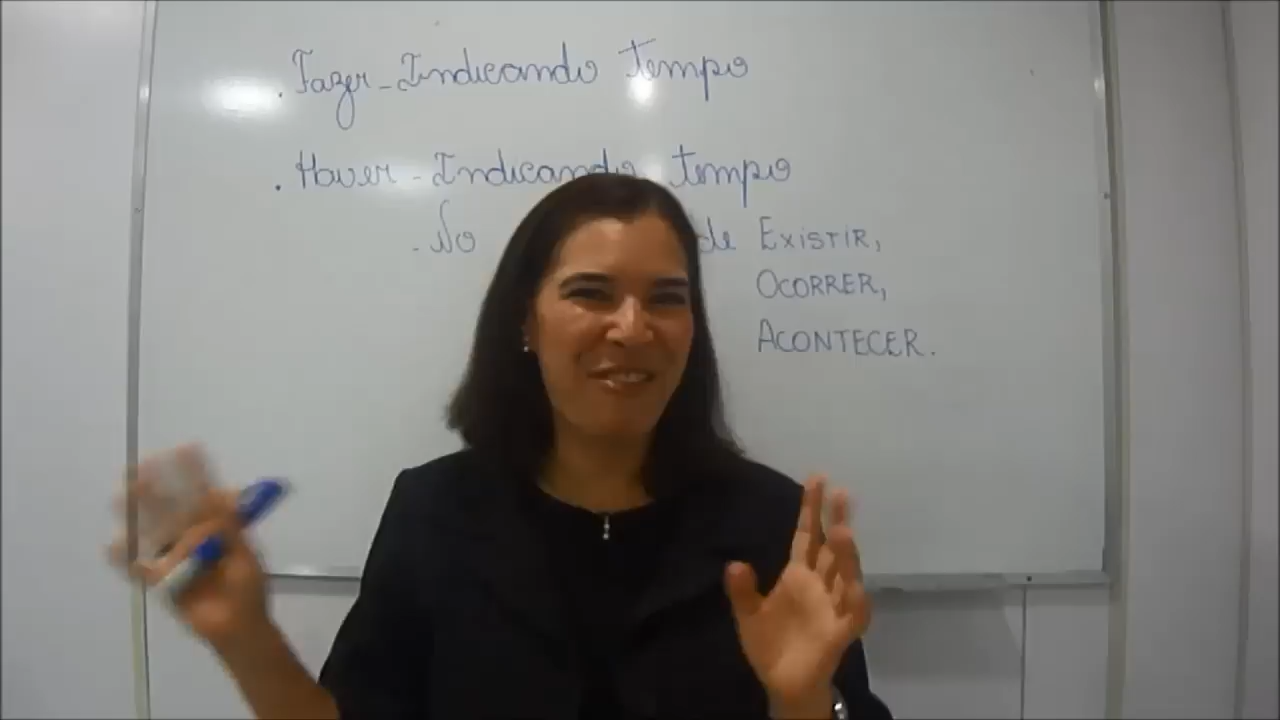 . Fazer - Indicando tempo
. Haver - Indicando tempo
- No de EXISTIR,
OCORRER,
ACONTECER.